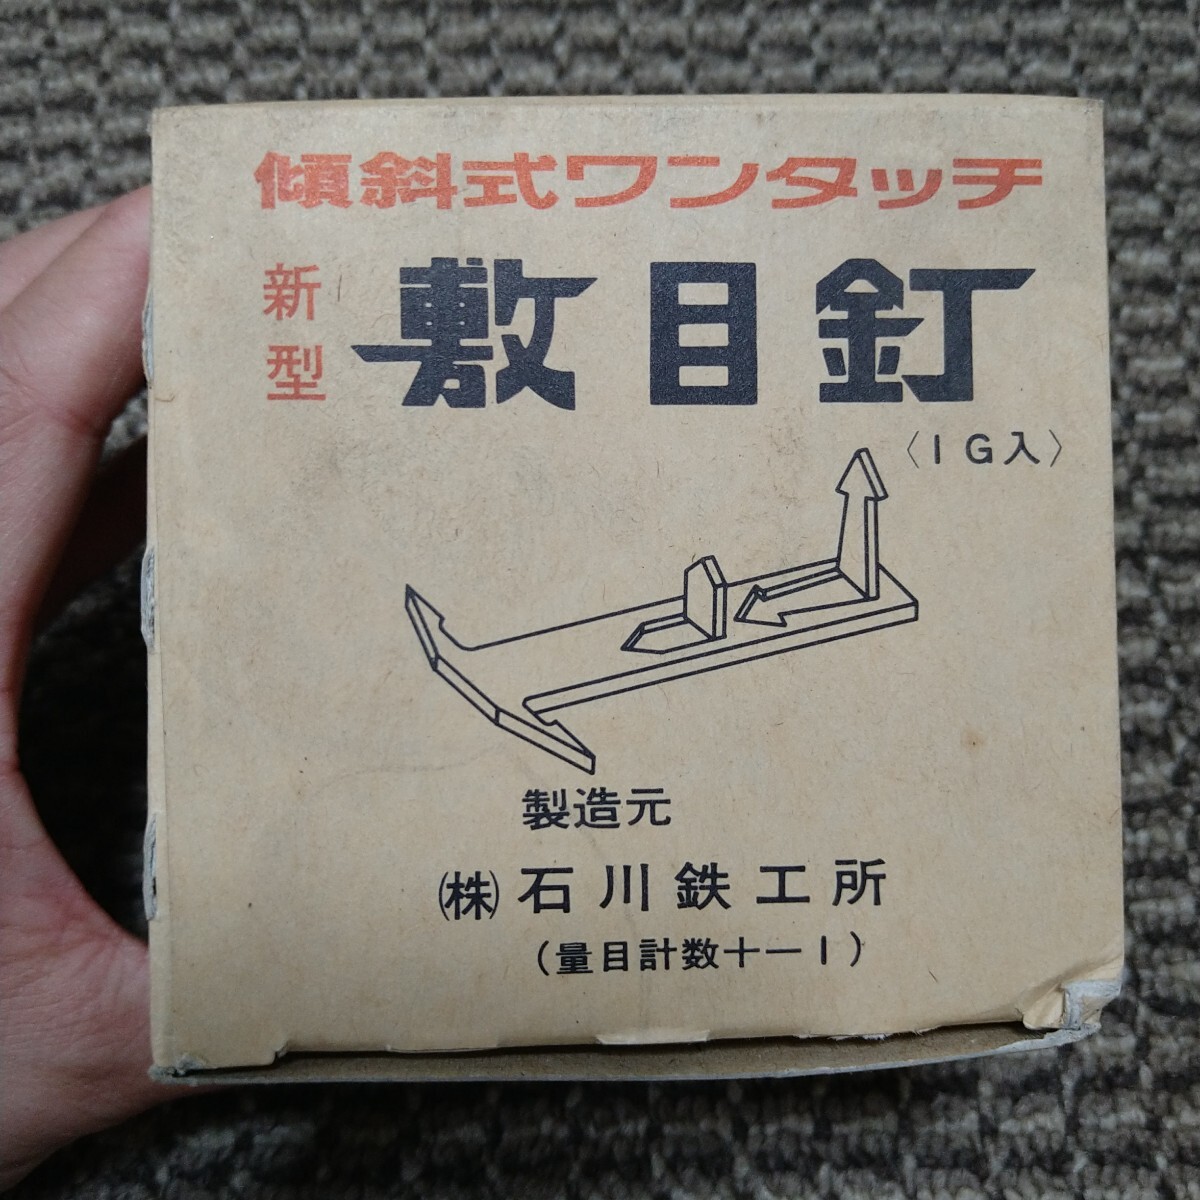 傾斜式ワンタッチ
新型
敷目釘
〈1G入〉
製造元
㈱石川鉄工所
(量目計数十一1)